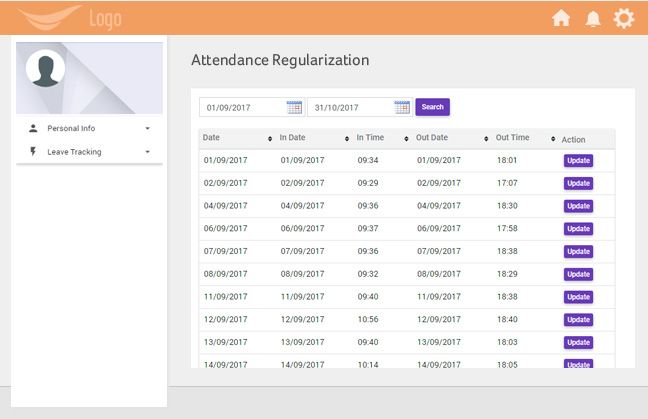 Logo
Attendance Regularization
01/09/2017 31/10/2017 Search
Personal Info
Leave Tracking
Date In Date In Time Out Date Out Time Action
01/09/2017 01/09/2017 09:34 01/09/2017 18:01 Update
02/09/2017 02/09/2017 09:29 02/09/2017 17:07 Update
04/09/2017 04/09/2017 09:36 04/09/2017 18:30 Update
06/09/2017 06/09/2017 09:37 06/09/2017 17:58 Update
07/09/2017 07/09/2017 09:36 07/09/2017 18:38 Update
08/09/2017 08/09/2017 09:32 08/09/2017 18:29 Update
11/09/2017 11/09/2017 09:40 11/09/2017 18:38 Update
12/09/2017 12/09/2017 10:56 12/09/2017 18:40 Update
13/09/2017 13/09/2017 09:40 13/09/2017 18:03 Update
14/09/2017 14/09/2017 10:14 14/09/2017 18:05 Update